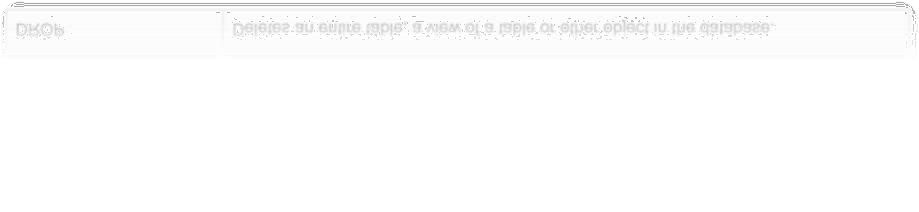 DROP
Deletes an entire table, a view of a table or other object in the database.